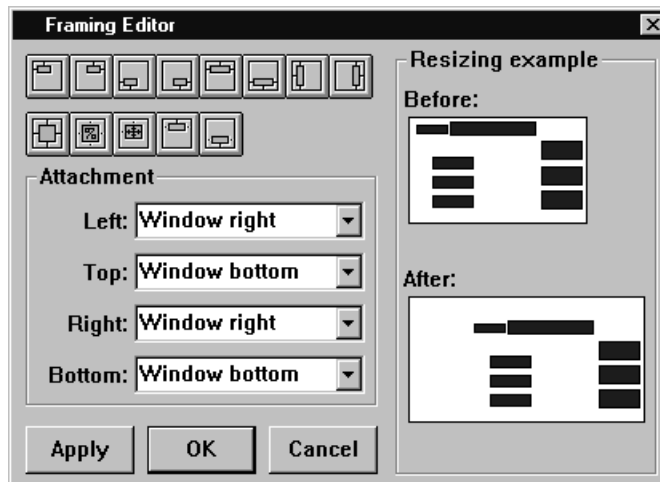 Framing Editor
Resizing example
Before:
After:
Attachment
Left: Window right
Top: Window bottom
Right: Window right
Bottom: Window bottom
Apply OK Cancel